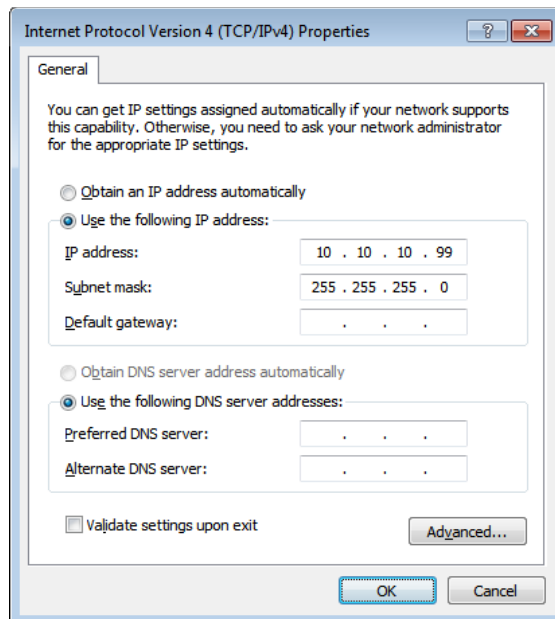 Internet Protocol Version 4 (TCP/IPv4) Properties
General
You can get IP settings assigned automatically if your network supports
this capability. Otherwise, you need to ask your network administrator
for the appropriate IP settings.
Obtain an IP address automatically
Use the following IP address:
IP address: 10 . 10 . 10 . 99
Subnet mask: 255 . 255 . 255 . 0
Default gateway: . . .
Obtain DNS server address automatically
Use the following DNS server addresses:
Preferred DNS server: . . .
Alternate DNS server: . . .
Validate settings upon exit
Advanced...
OK Cancel